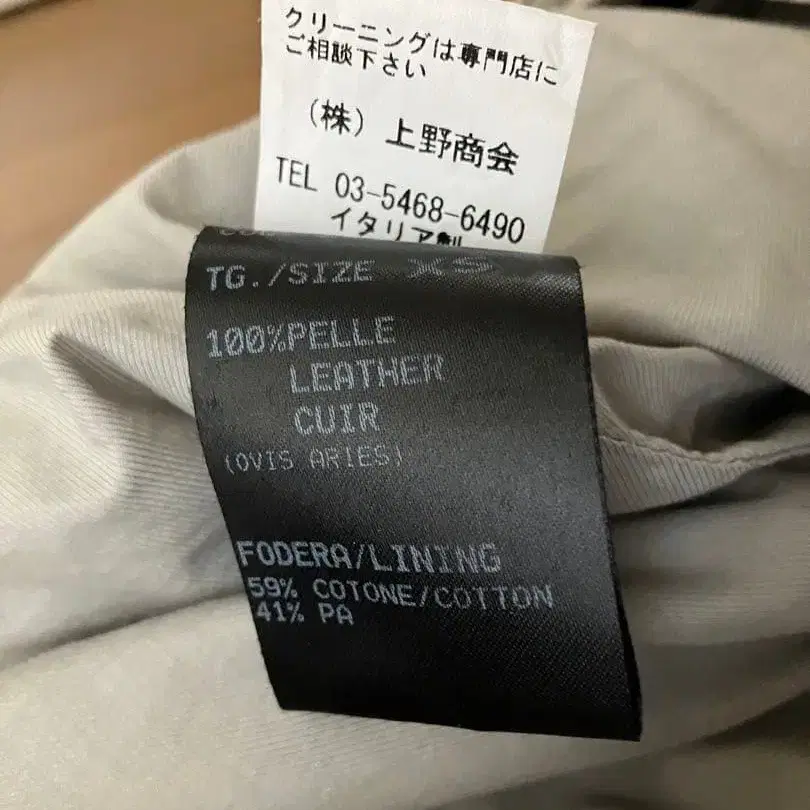 クリーニングは専門店に
ご相談下さい
(株)上野商会
TEL 03-5468-6490
イタリア製
TG./SIZE XS
100%PELLE
LEATHER
CUIR
(OVIS ARIES)
FODERA/LINING
59% COTONE/COTTON
41% PA